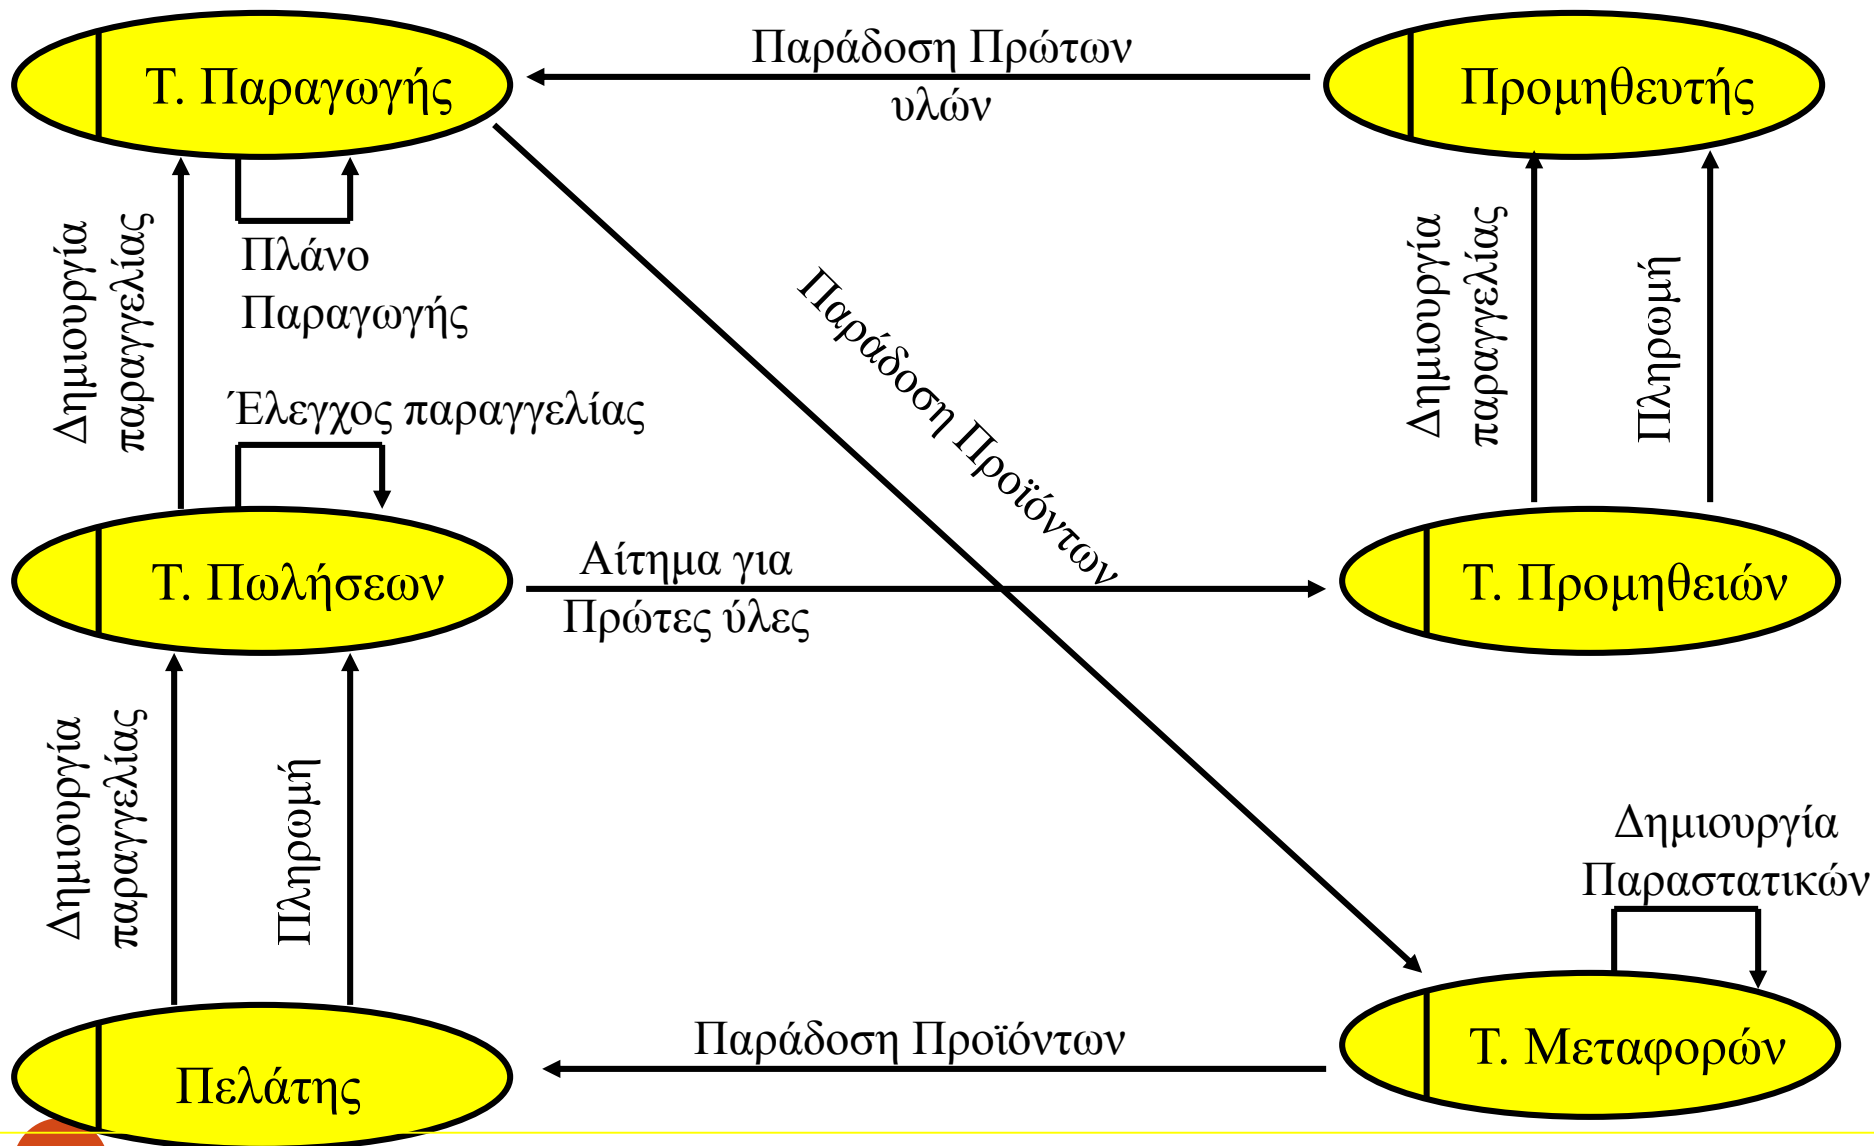 Παράδοση Πρώτων
υλών
Τ. Παραγωγής
Προμηθευτής
Δημιουργία
παραγγελίας
Πλάνο
Παραγωγής
Παράδοση Προϊόντων
Δημιουργία
παραγγελίας
Πληρωμή
Έλεγχος παραγγελίας
Τ. Πωλήσεων
Αίτημα για
Πρώτες ύλες
Τ. Προμηθειών
Δημιουργία
παραγγελίας
Πληρωμή
Δημιουργία
Παραστατικών
Παράδοση Προϊόντων
Τ. Μεταφορών
Πελάτης